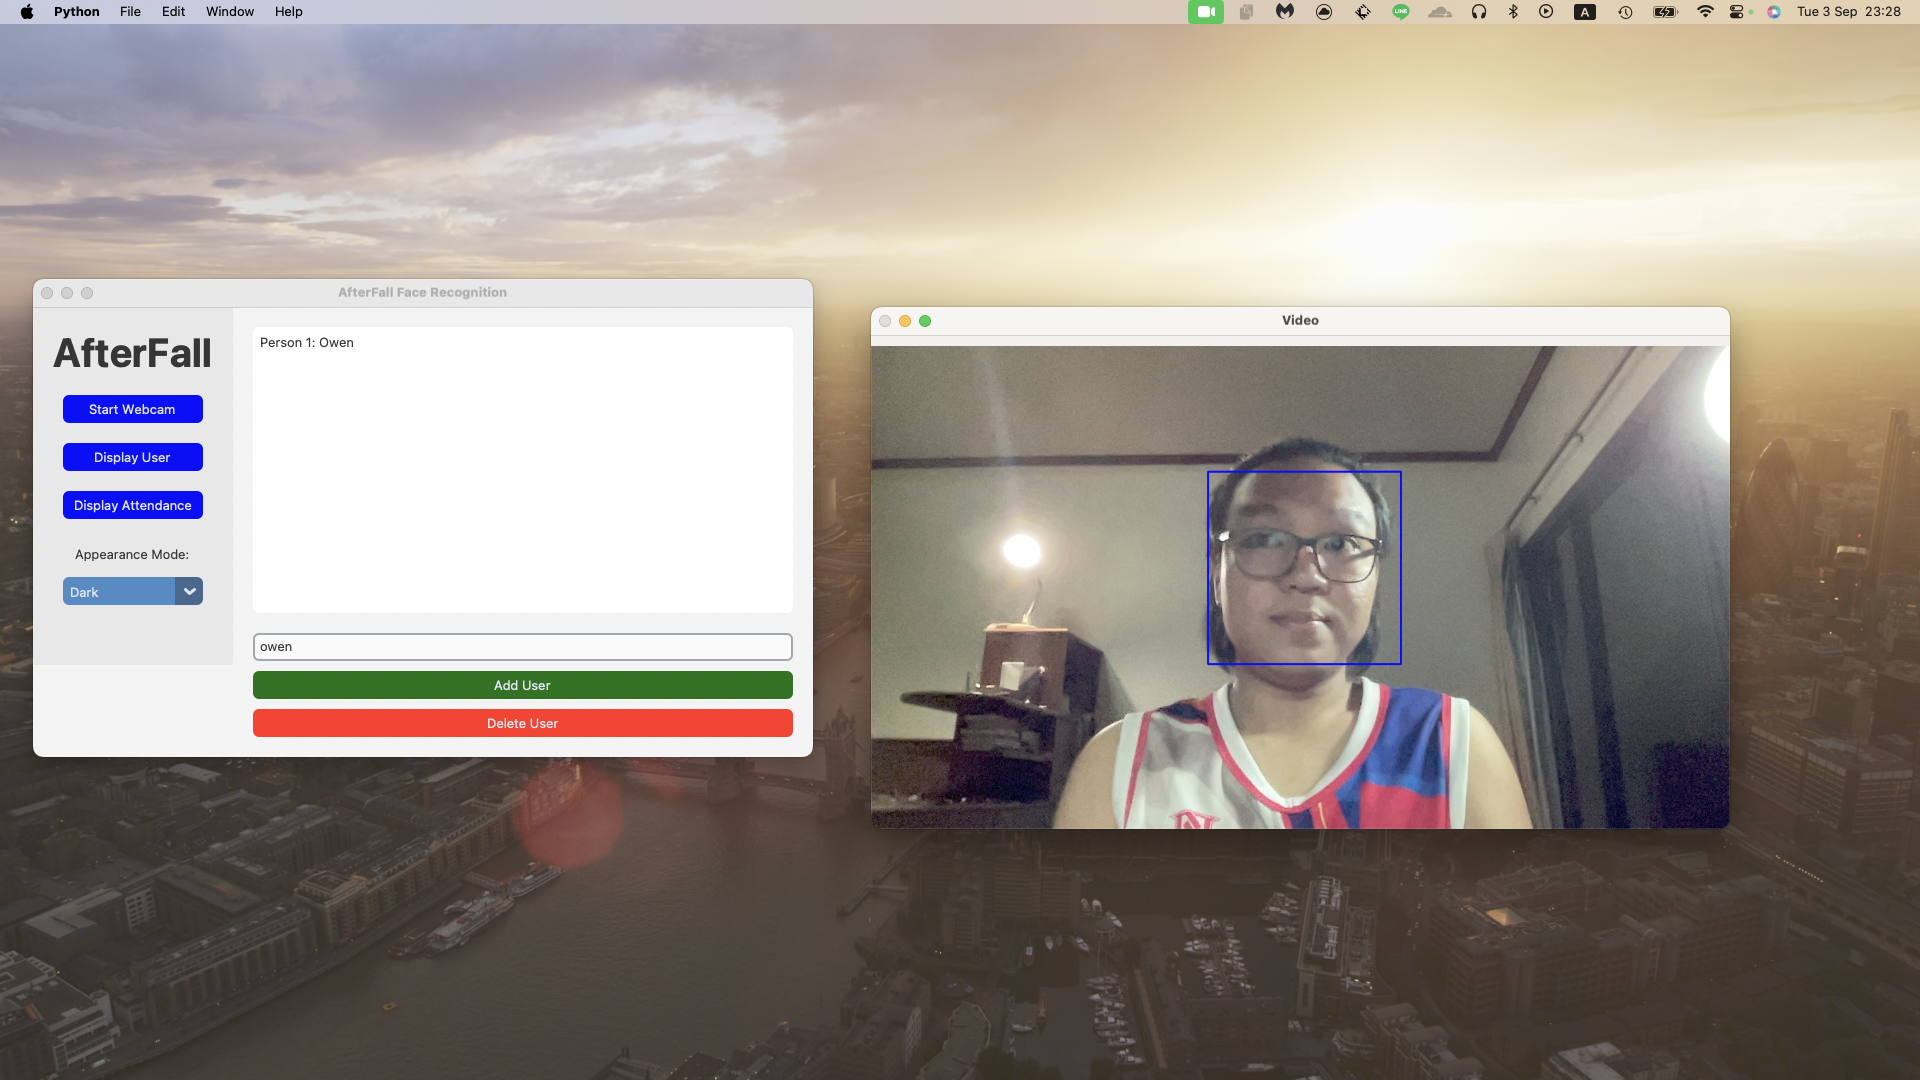 Python File Edit Window Help
LINE
A
Tue 3 Sep 23:28
AfterFall Face Recognition
AfterFall
Start Webcam
Display User
Display Attendance
Appearance Mode:
Dark
Person 1: Owen
owen
Add User
Delete User
Video
N